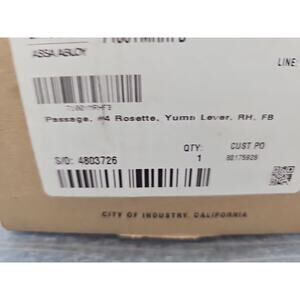 ASSA ABLOY
LINE:
Passage, #4 Rosette, Yuma Lever, RH, FB
QTY:
CUST PO
S/O: 4803726
1
80175928
CITY OF INDUSTRY, CALIFORNIA